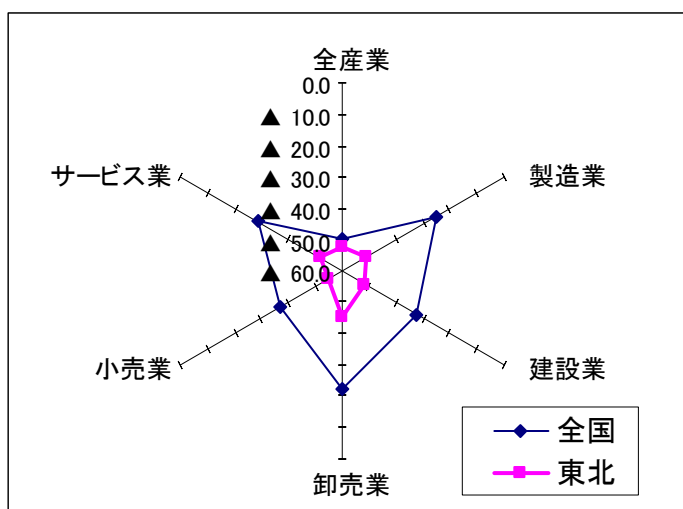 全産業
0.0
▲ 10.0
▲ 20.0
▲ 30.0
▲ 40.0
▲ 50.0
▲ 60.0
サービス業
製造業
小売業
建設業
卸売業
全国
東北